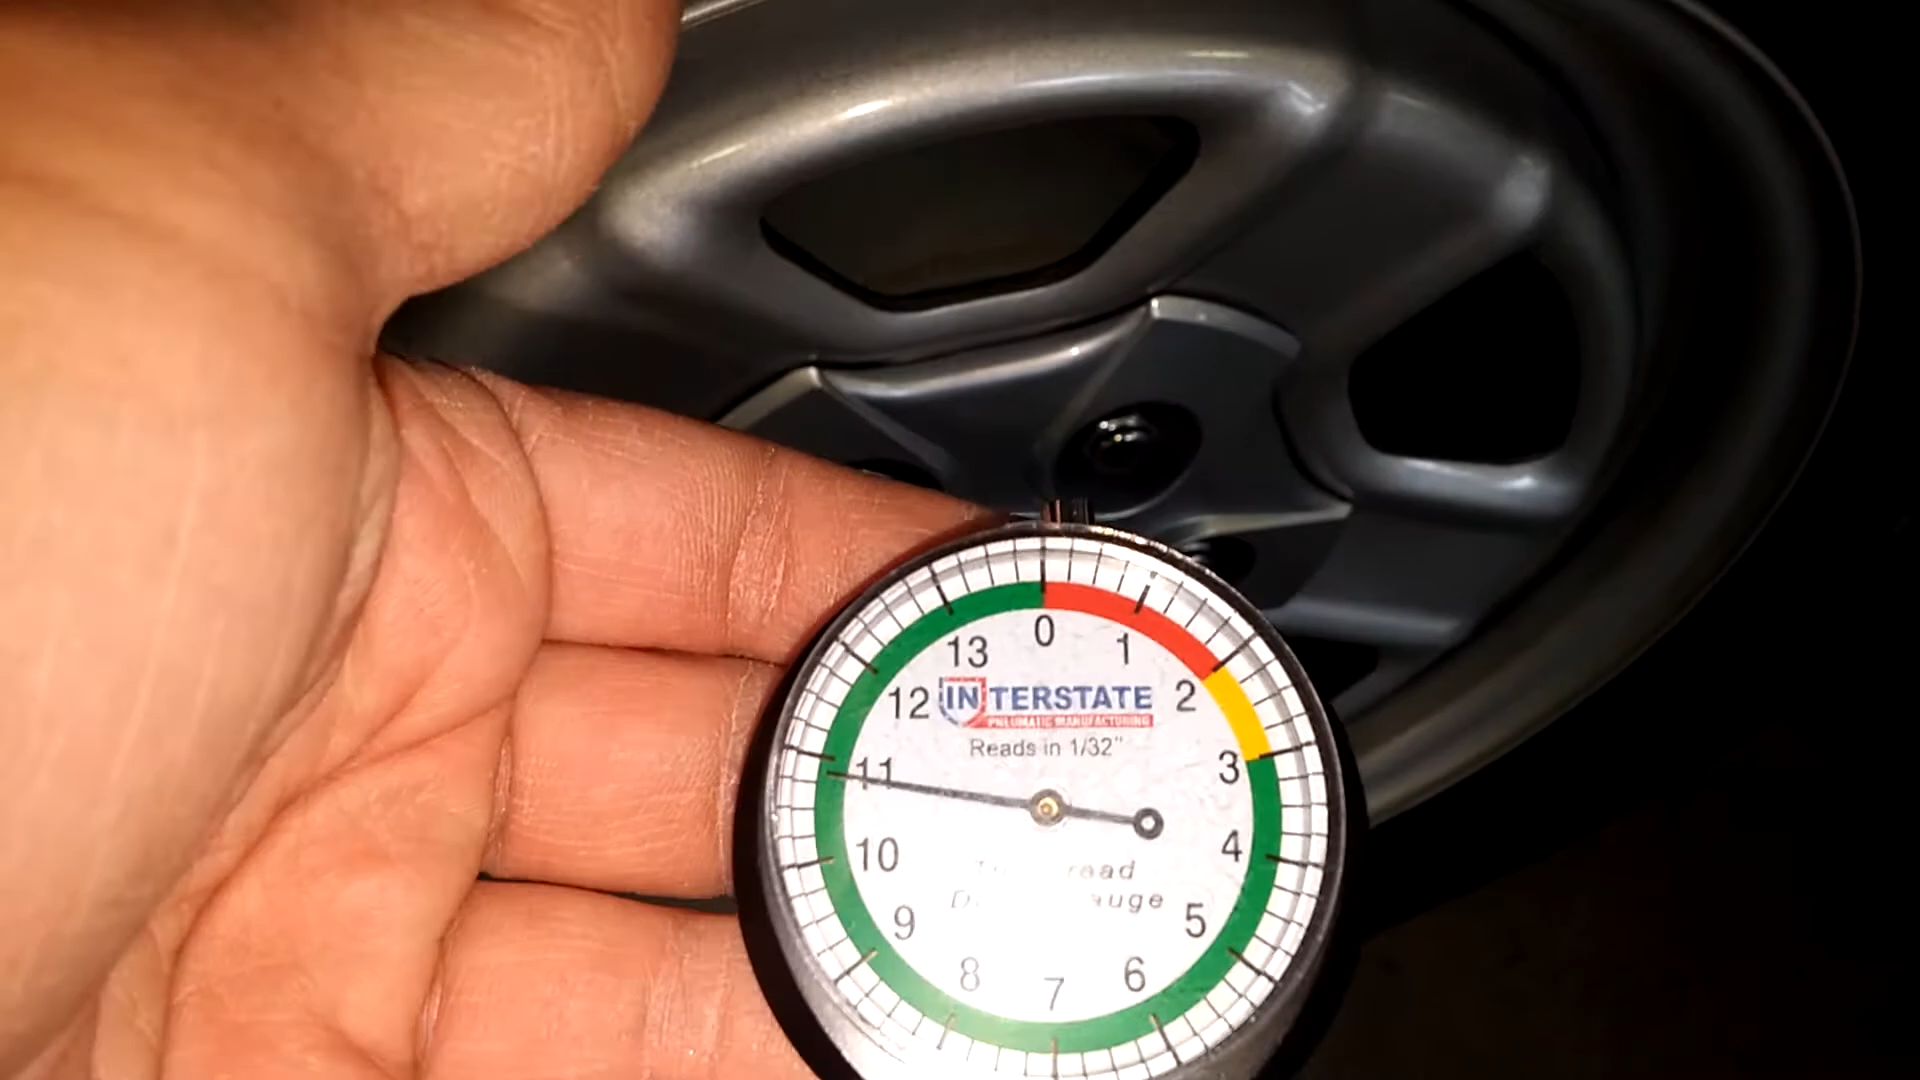 0
13 1
12 INTERSTATE 2
PNEUMATIC MANUFACTURING
Reads in 1/32"
11 3
10 4
9 5
8 6
7